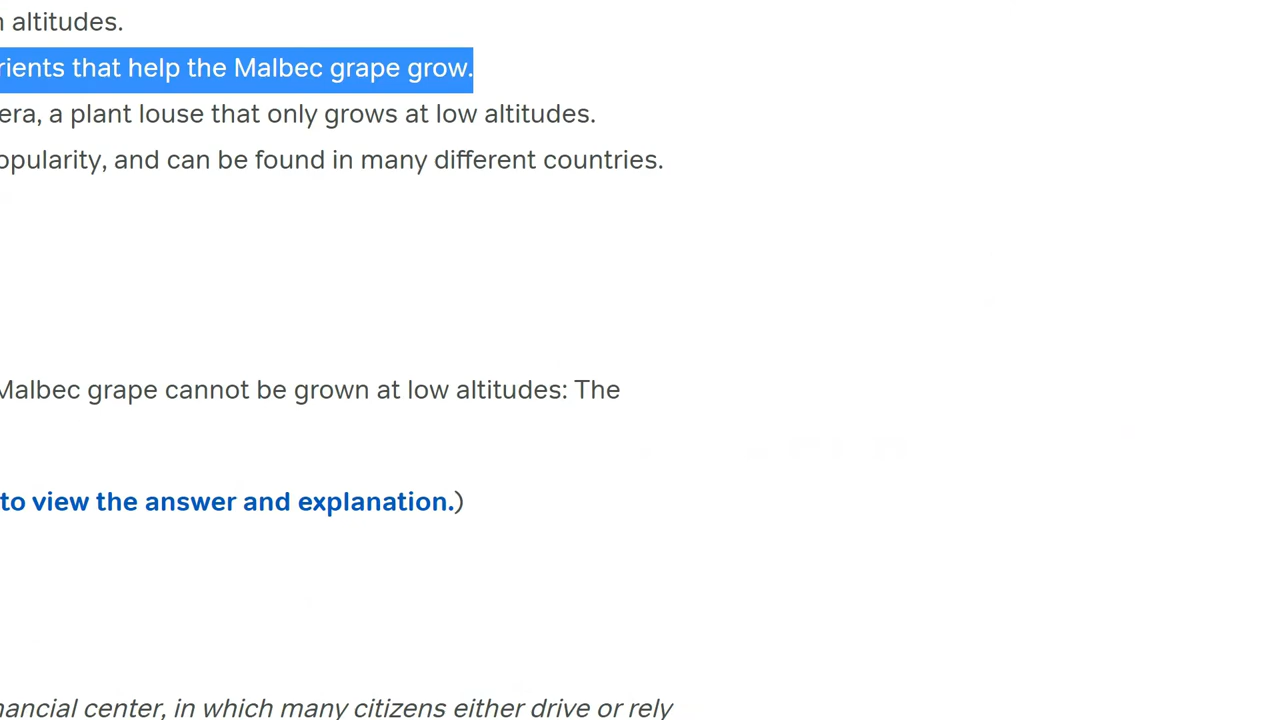 altitudes.
rients that help the Malbec grape grow.
era, a plant louse that only grows at low altitudes.
opularity, and can be found in many different countries.
Malbec grape cannot be grown at low altitudes: The
to view the answer and explanation.)
nancial center, in which many citizens either drive or rely